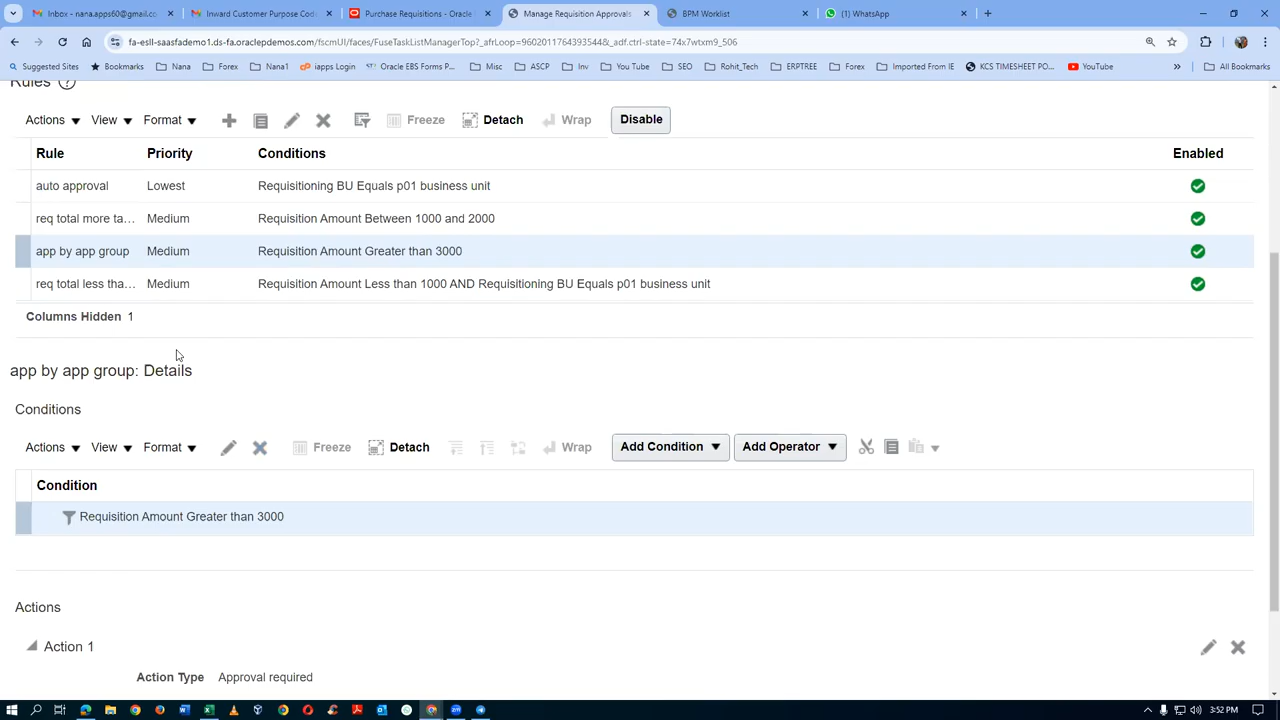 Inbox - nana.apps60@gmail.co
Inward Customer Purpose Code
Purchase Requisitions - Oracle
Manage Requisition Approvals
BPM Worklist
(1) WhatsApp
fa-esll-saasfademo1.ds-fa.oraclepdemos.com/fscmUI/faces/FuseTaskListManagerTop?_afrLoop=9602011764393544&_adf.ctrl-state=74x7wtxm9_506
Suggested Sites
Bookmarks
Nana
Forex
Nana1
iapps Login
Oracle EBS Forms P...
Misc
ASCP
Inv
You Tube
SEO
Rohit_Tech
ERPTREE
Forex
Imported From IE
KCS TIMESHEET PO...
YouTube
»
All Bookmarks
Rules ?
Actions View Format Freeze Detach Wrap Disable
Rule Priority Conditions Enabled
auto approval Lowest Requisitioning BU Equals p01 business unit
req total more ta... Medium Requisition Amount Between 1000 and 2000
app by app group Medium Requisition Amount Greater than 3000
req total less tha... Medium Requisition Amount Less than 1000 AND Requisitioning BU Equals p01 business unit
Columns Hidden 1
app by app group: Details
Conditions
Actions View Format Freeze Detach Wrap Add Condition Add Operator
Condition
Requisition Amount Greater than 3000
Actions
Action 1
Action Type Approval required
3:52 PM